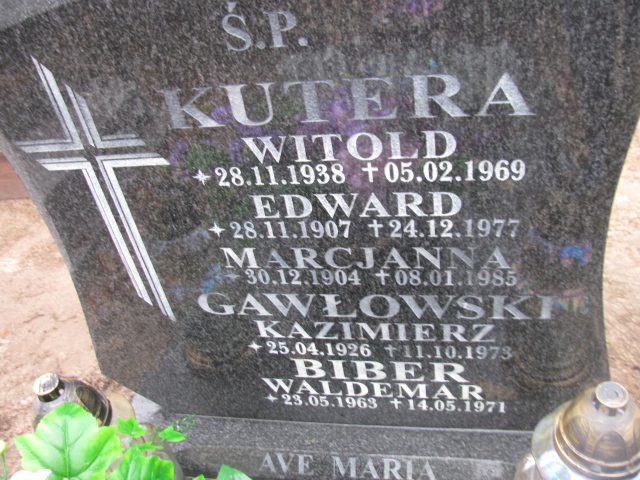 Ś.P.
KUTERA
WITOLD
28.11.1938 † 05.02.1969
EDWARD
28.11.1907 † 24.12.1977
MARCJANNA
30.12.1904 † 08.01.1985
GAWŁOWSKI
KAZIMIERZ
25.04.1926 † 11.10.1973
BIBER
WALDEMAR
23.05.1963 † 14.05.1971
AVE MARIA